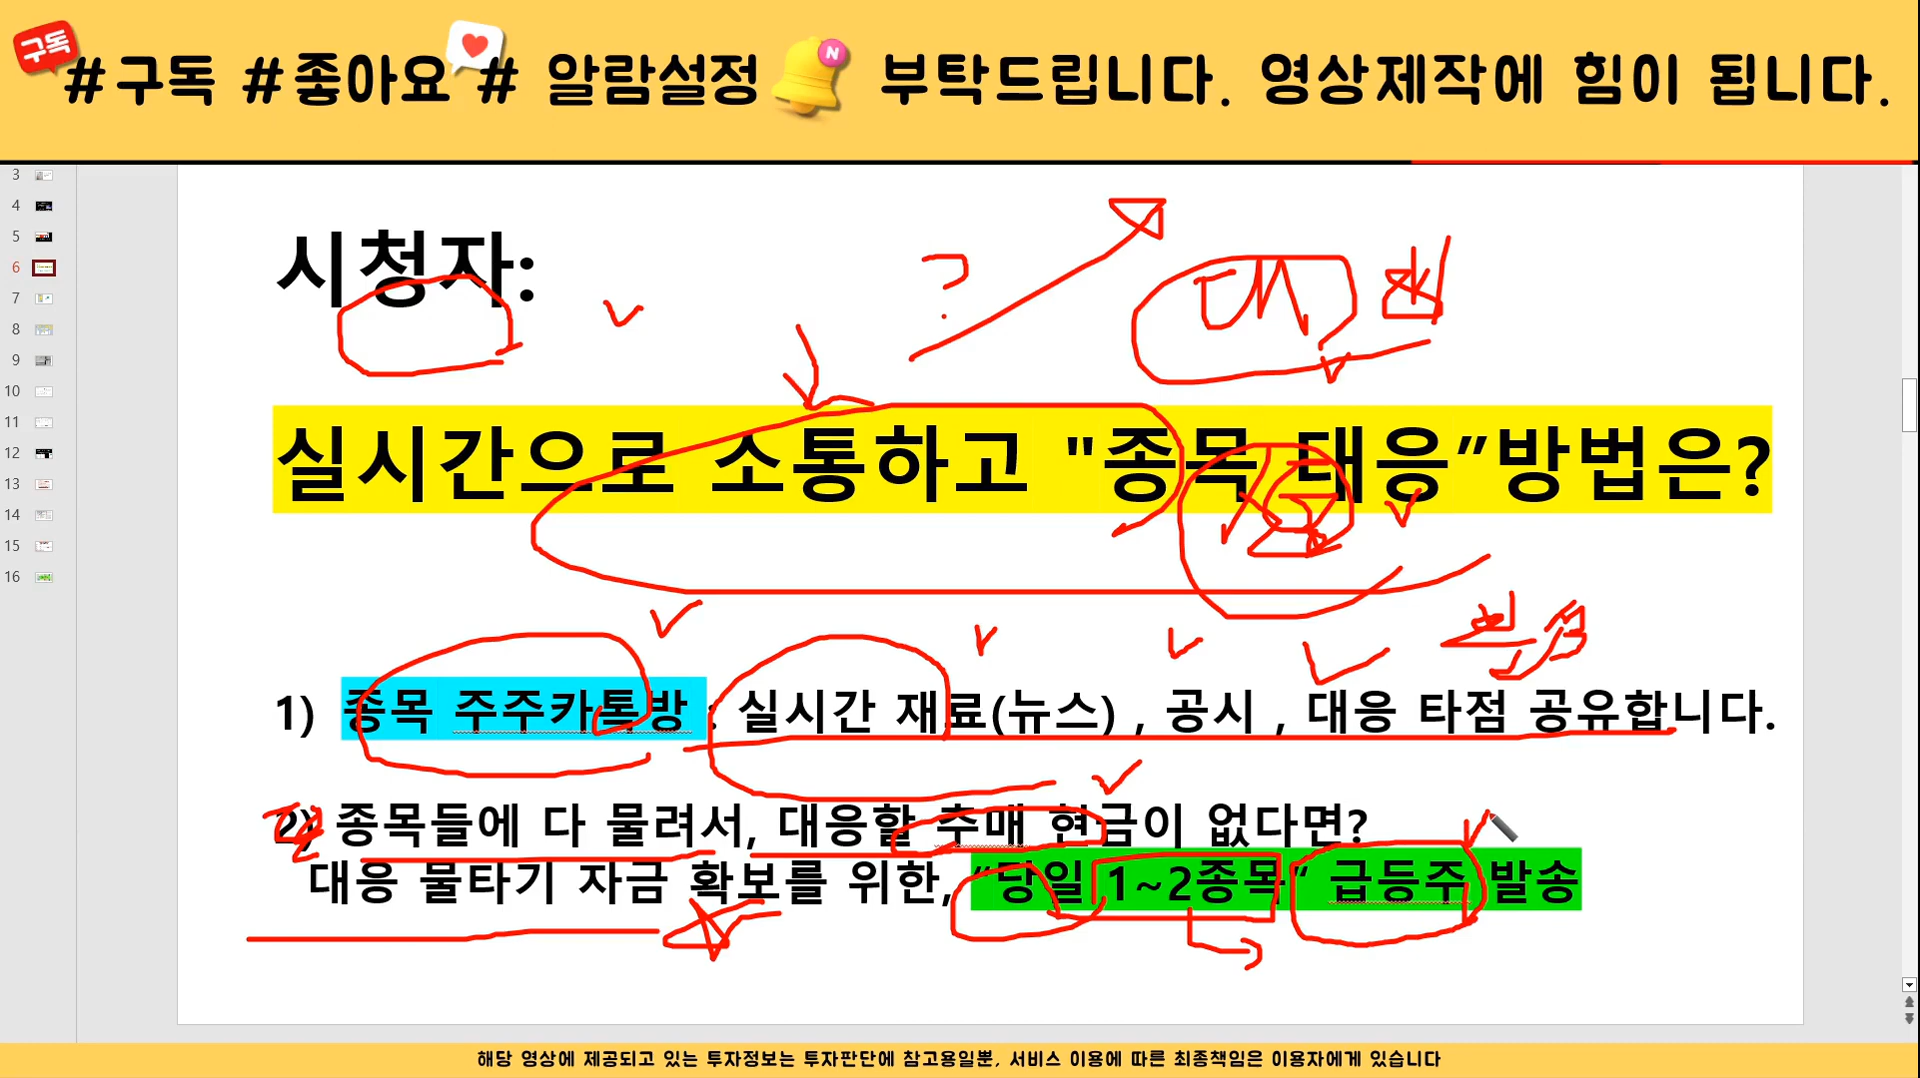 구독
#구독 #좋아요 # 알람설정 N 부탁드립니다. 영상제작에 힘이 됩니다.
3
4
5
6
7
8
9
10
11
12
13
14
15
16
시청자:
?
실시간으로 소통하고 "종목 대응”방법은?
1) 종목 주주카톡방 : 실시간 재료(뉴스) , 공시 , 대응 타점 공유합니다.
2) 종목들에 다 물려서, 대응할 추매 현금이 없다면?
대응 물타기 자금 확보를 위한, “당일 1~2종목“ 급등주 발송
해당 영상에 제공되고 있는 투자정보는 투자판단에 참고용일뿐, 서비스 이용에 따른 최종책임은 이용자에게 있습니다